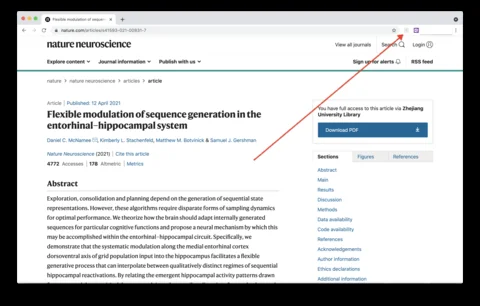 Flexible modulation of sequenc
nature.com/articles/s41593-021-00831-7
nature neuroscience
View all journals
Search
Login
Explore content
Journal information
Publish with us
Sign up for alerts
RSS feed
nature > nature neuroscience > articles > article
Article | Published: 12 April 2021
Flexible modulation of sequence generation in the
entorhinal–hippocampal system
Daniel C. McNamee, Kimberly L. Stachenfeld, Matthew M. Botvinick & Samuel J. Gershman
Nature Neuroscience (2021) | Cite this article
4772 Accesses | 178 Altmetric | Metrics
Abstract
Exploration, consolidation and planning depend on the generation of sequential state
representations. However, these algorithms require disparate forms of sampling dynamics
for optimal performance. We theorize how the brain should adapt internally generated
sequences for particular cognitive functions and propose a neural mechanism by which this
may be accomplished within the entorhinal–hippocampal circuit. Specifically, we
demonstrate that the systematic modulation along the medial entorhinal cortex
dorsoventral axis of grid population input into the hippocampus facilitates a flexible
generative process that can interpolate between qualitatively distinct regimes of sequential
hippocampal reactivations. By relating the emergent hippocampal activity patterns drawn
You have full access to this article via Zhejiang
University Library
Download PDF
Sections
Figures
References
Abstract
Main
Results
Discussion
Methods
Data availability
Code availability
References
Acknowledgements
Author information
Ethics declarations
Additional information